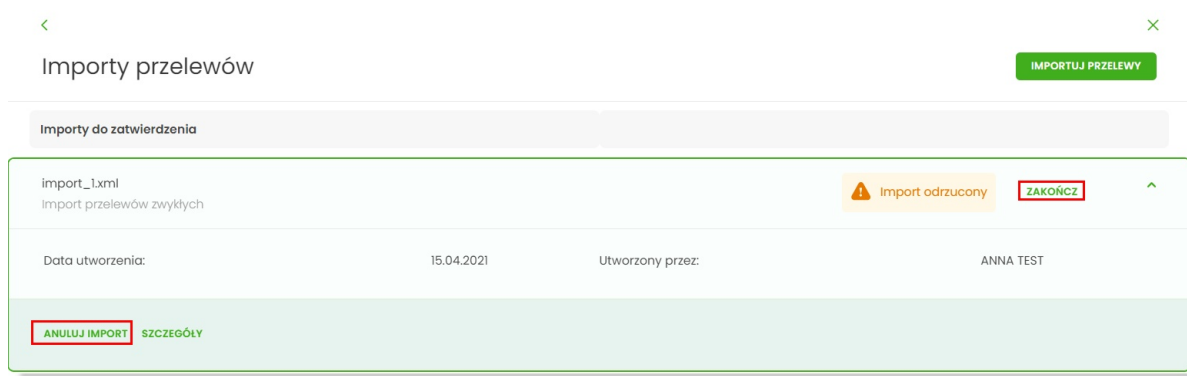 Importy przelewów
IMPORTUJ PRZELEWY
Importy do zatwierdzenia
import_1.xml
Import przelewów zwykłych
Import odrzucony
ZAKOŃCZ
Data utworzenia: 15.04.2021 Utworzony przez: ANNA TEST
ANULUJ IMPORT SZCZEGÓŁY